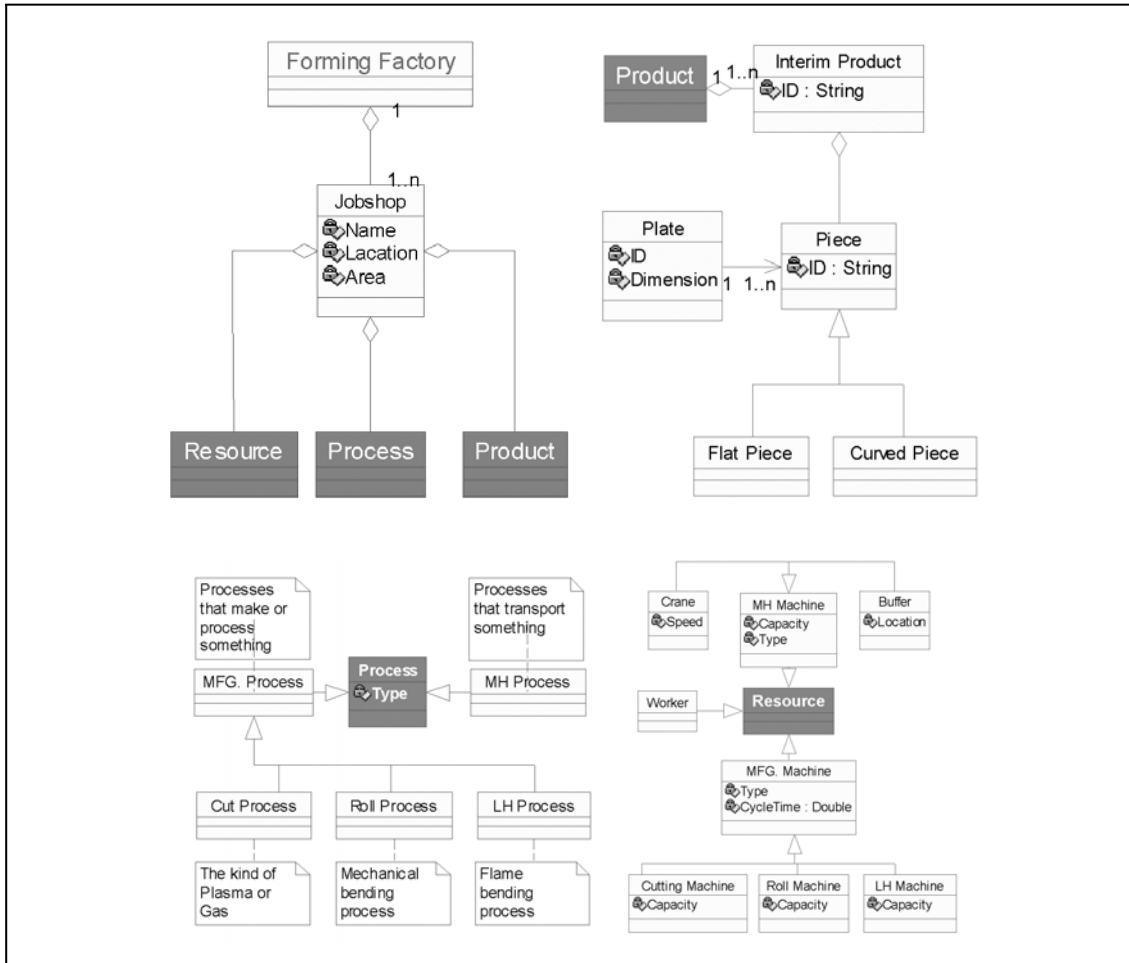 Forming Factory
1
1..n
Jobshop
Name
Lacation
Area
Resource
Process
Product
Product
1
1..n
Interim Product
ID : String
Plate
ID
Dimension
1
1..n
Piece
ID : String
Flat Piece
Curved Piece
Processes
that make or
process
something
Processes
that transport
something
MFG. Process
Process
Type
MH Process
Cut Process
Roll Process
LH Process
The kind of
Plasma or
Gas
Mechanical
bending
process
Flame
bending
process
Crane
Speed
MH Machine
Capacity
Type
Buffer
Location
Worker
Resource
MFG. Machine
Type
CycleTime : Double
Cutting Machine
Capacity
Roll Machine
Capacity
LH Machine
Capacity